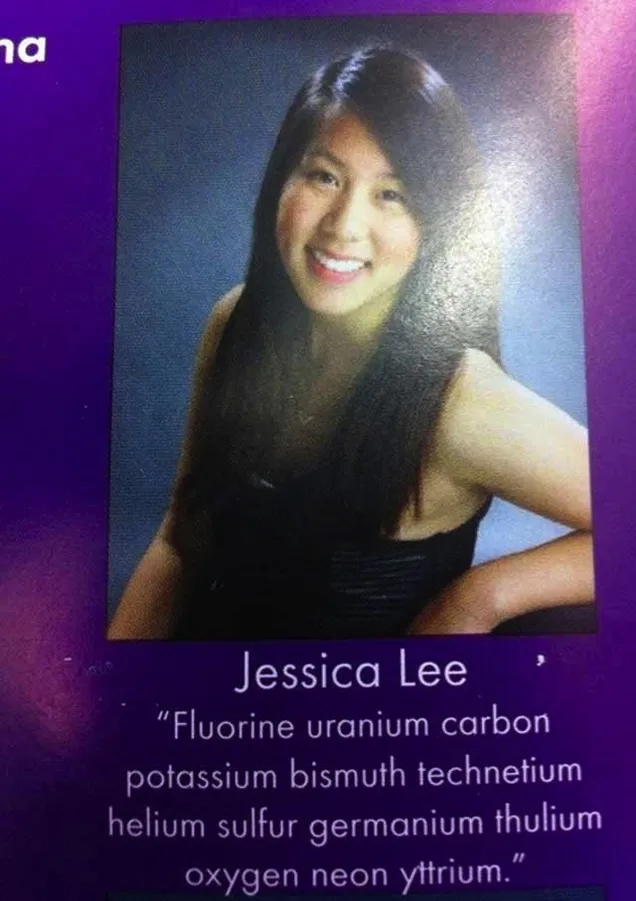 na
Jessica Lee
“Fluorine uranium carbon
potassium bismuth technetium
helium sulfur germanium thulium
oxygen neon yttrium.”